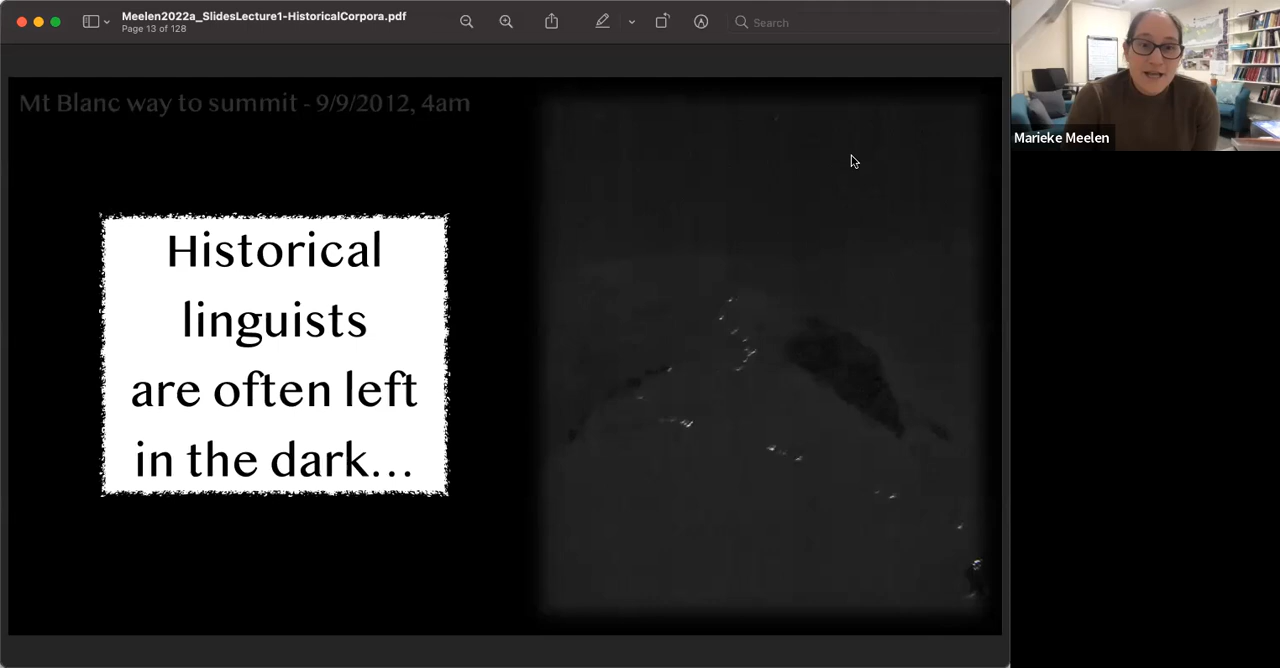 Meelen2022a_SlidesLecture1-HistoricalCorpora.pdf
Page 13 of 128
Search
Marieke Meelen
Mt Blanc way to summit - 9/9/2012, 4am
Historical
linguists
are often left
in the dark…